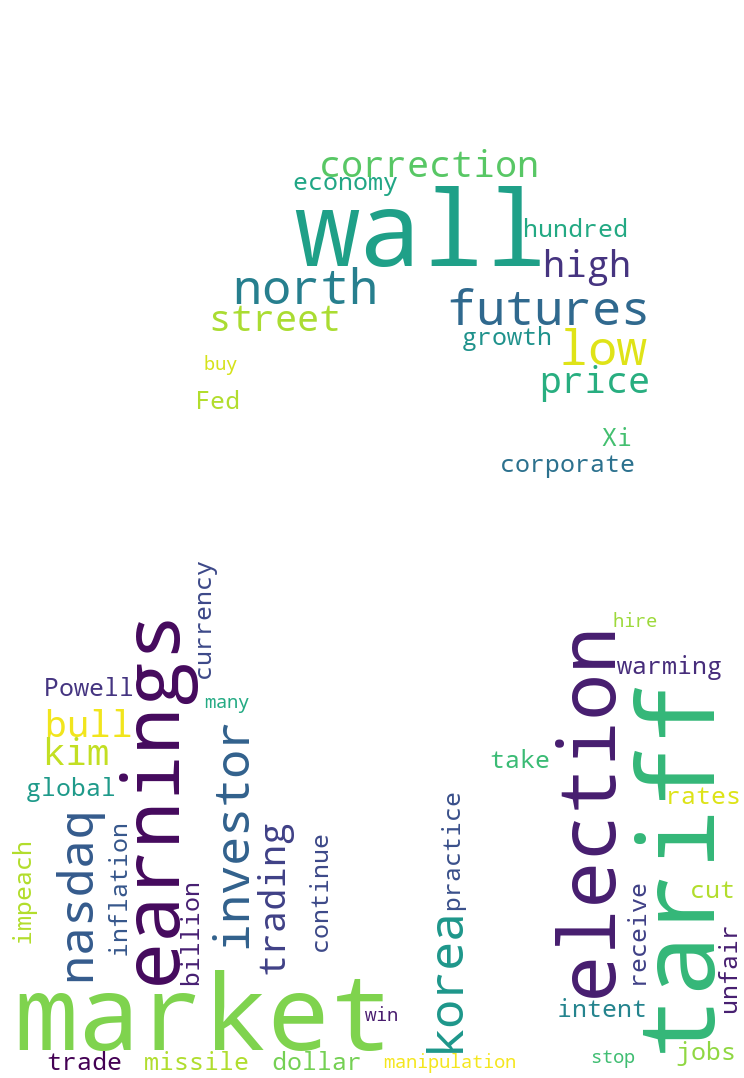 correction
economy
wall
hundred
high
north
futures
street
growth
low
buy
price
Fed
Xi
corporate
currency
earnings
hire
election
warming
Powell
tariff
many
bull
kim
investor
take
global
rates
nasdaq
inflation
trading
continue
practice
impeach
billion
cut
receive
korea
unfair
market
intent
win
trade
missile
dollar
manipulation
stop
jobs